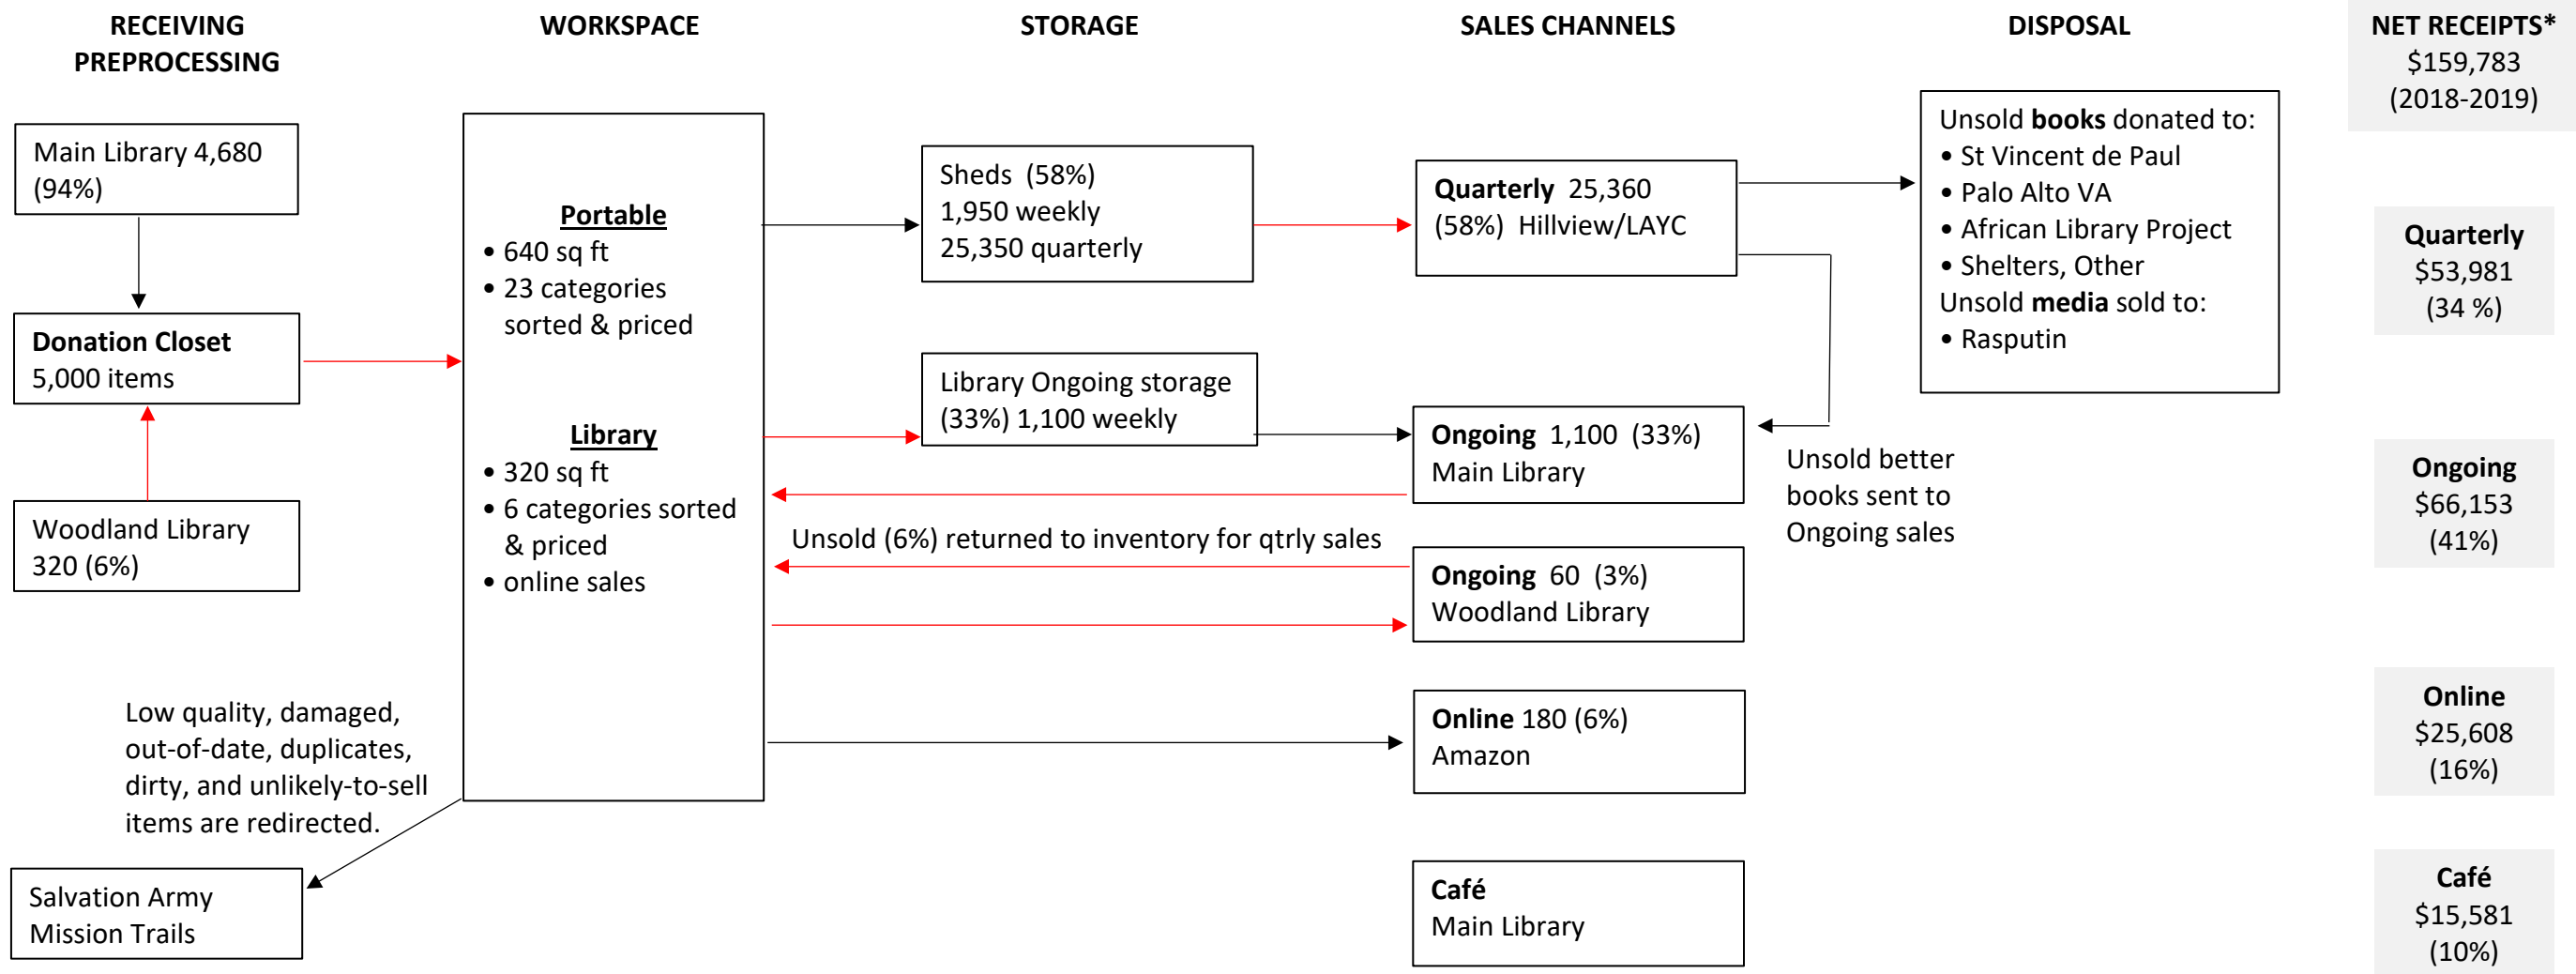 RECEIVING
PREPROCESSING
WORKSPACE
STORAGE
SALES CHANNELS
DISPOSAL
NET RECEIPTS*
$159,783
(2018-2019)
Main Library 4,680
(94%)
Donation Closet
5,000 items
Woodland Library
320 (6%)
Low quality, damaged,
out-of-date, duplicates,
dirty, and unlikely-to-sell
items are redirected.
Salvation Army
Mission Trails
Portable
• 640 sq ft
• 23 categories
sorted & priced
Library
• 320 sq ft
• 6 categories sorted
& priced
• online sales
Sheds (58%)
1,950 weekly
25,350 quarterly
Library Ongoing storage
(33%) 1,100 weekly
Unsold (6%) returned to inventory for qtrly sales
Quarterly 25,360
(58%) Hillview/LAYC
Ongoing 1,100 (33%)
Main Library
Ongoing 60 (3%)
Woodland Library
Online 180 (6%)
Amazon
Café
Main Library
Unsold books donated to:
• St Vincent de Paul
• Palo Alto VA
• African Library Project
• Shelters, Other
Unsold media sold to:
• Rasputin
Unsold better
books sent to
Ongoing sales
Quarterly
$53,981
(34 %)
Ongoing
$66,153
(41%)
Online
$25,608
(16%)
Café
$15,581
(10%)